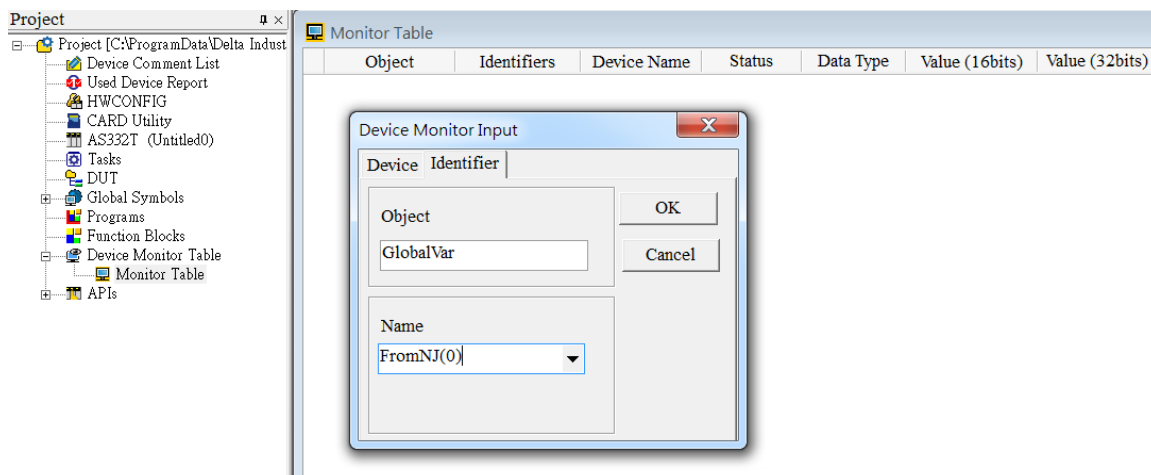 Project
Project [C:\ProgramData\Delta Indust
Device Comment List
Used Device Report
HWCONFIG
CARD Utility
AS332T (Untitled0)
Tasks
DUT
Global Symbols
Programs
Function Blocks
Device Monitor Table
Monitor Table
APIs
Monitor Table
Object Identifiers Device Name Status Data Type Value (16bits) Value (32bits)
Device Monitor Input
Device Identifier
Object
GlobalVar
OK
Cancel
Name
FromNJ(0)